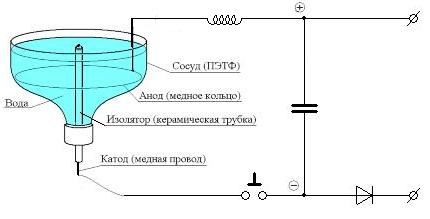 +
Сосуд (ПЭТФ)
Анод (медное кольцо)
Вода
Изолятор (керамическая трубка)
Катод (медная провод)
−